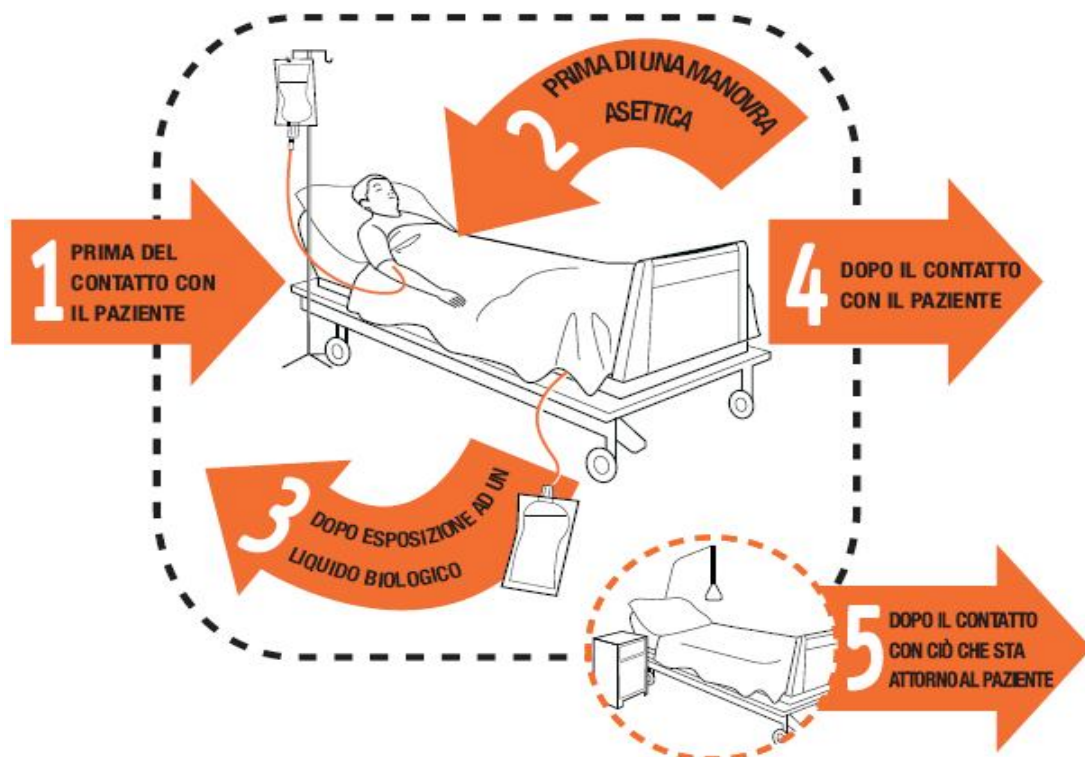 1
PRIMA DEL
CONTATTO CON
IL PAZIENTE
2
PRIMA DI UNA MANOVRA
ASETTICA
3
DOPO ESPOSIZIONE AD UN
LIQUIDO BIOLOGICO
4
DOPO IL CONTATTO
CON IL PAZIENTE
5
DOPO IL CONTATTO
CON CIÒ CHE STA
ATTORNO AL PAZIENTE